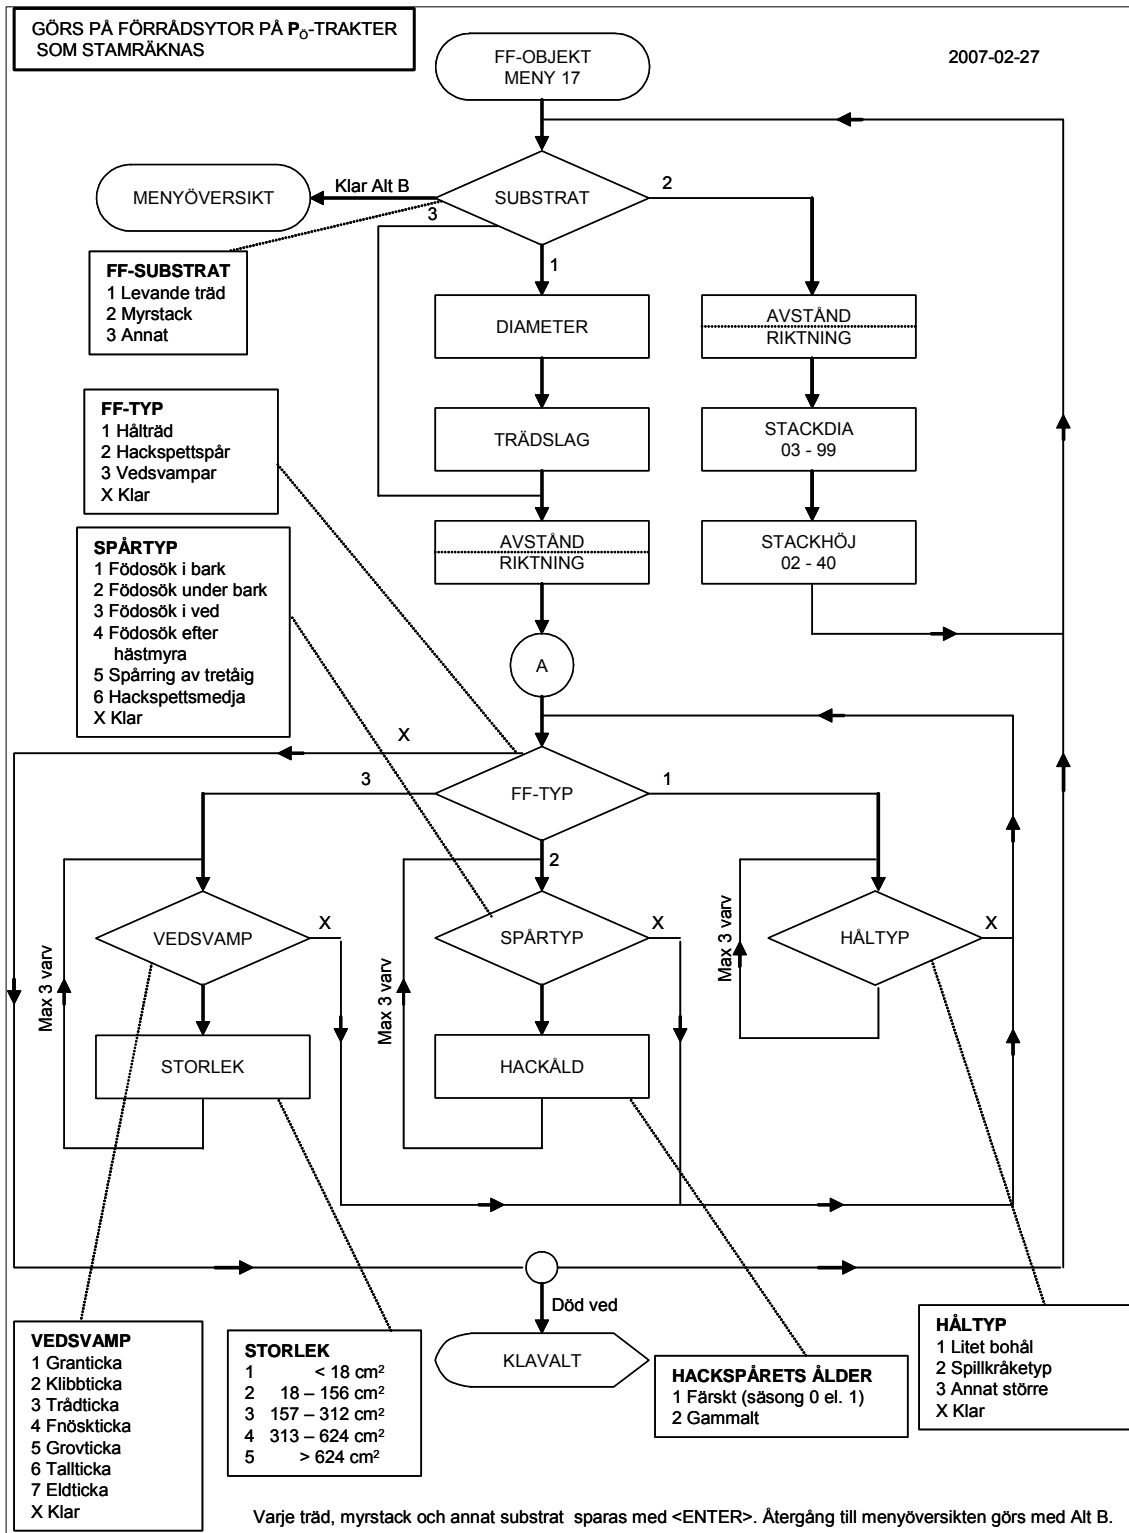 GÖRS PÅ FÖRRÅDSYTOR PÅ PÖ-TRAKTER
SOM STAMRÄKNAS
FF-OBJEKT
MENY 17
2007-02-27
MENYÖVERSIKT
Klar Alt B
SUBSTRAT
2
3
1
FF-SUBSTRAT
1 Levande träd
2 Myrstack
3 Annat
DIAMETER
AVSTÅND
RIKTNING
FF-TYP
1 Hålträd
2 Hackspettspår
3 Vedsvampar
X Klar
TRÄDSLAG
STACKDIA
03 - 99
SPÅRTYP
1 Födosök i bark
2 Födosök under bark
3 Födosök i ved
4 Födosök efter
hästmyra
5 Spårring av tretåig
6 Hackspettsmedja
X Klar
AVSTÅND
RIKTNING
STACKHÖJ
02 - 40
A
X
3
FF-TYP
1
2
Max 3 varv
VEDSVAMP
X
Max 3 varv
SPÅRTYP
X
Max 3 varv
HÅLTYP
X
STORLEK
HACKÅLD
Död ved
KLAVALT
VEDSVAMP
1 Granticka
2 Klibbticka
3 Trådticka
4 Fnöskticka
5 Grovticka
6 Tallticka
7 Eldticka
X Klar
STORLEK
1 < 18 cm²
2 18 – 156 cm²
3 157 – 312 cm²
4 313 – 624 cm²
5 > 624 cm²
HACKSPÅRETS ÅLDER
1 Färskt (säsong 0 el. 1)
2 Gammalt
HÅLTYP
1 Litet bohål
2 Spillkråketyp
3 Annat större
X Klar
Varje träd, myrstack och annat substrat sparas med <ENTER>. Återgång till menyöversikten görs med Alt B.